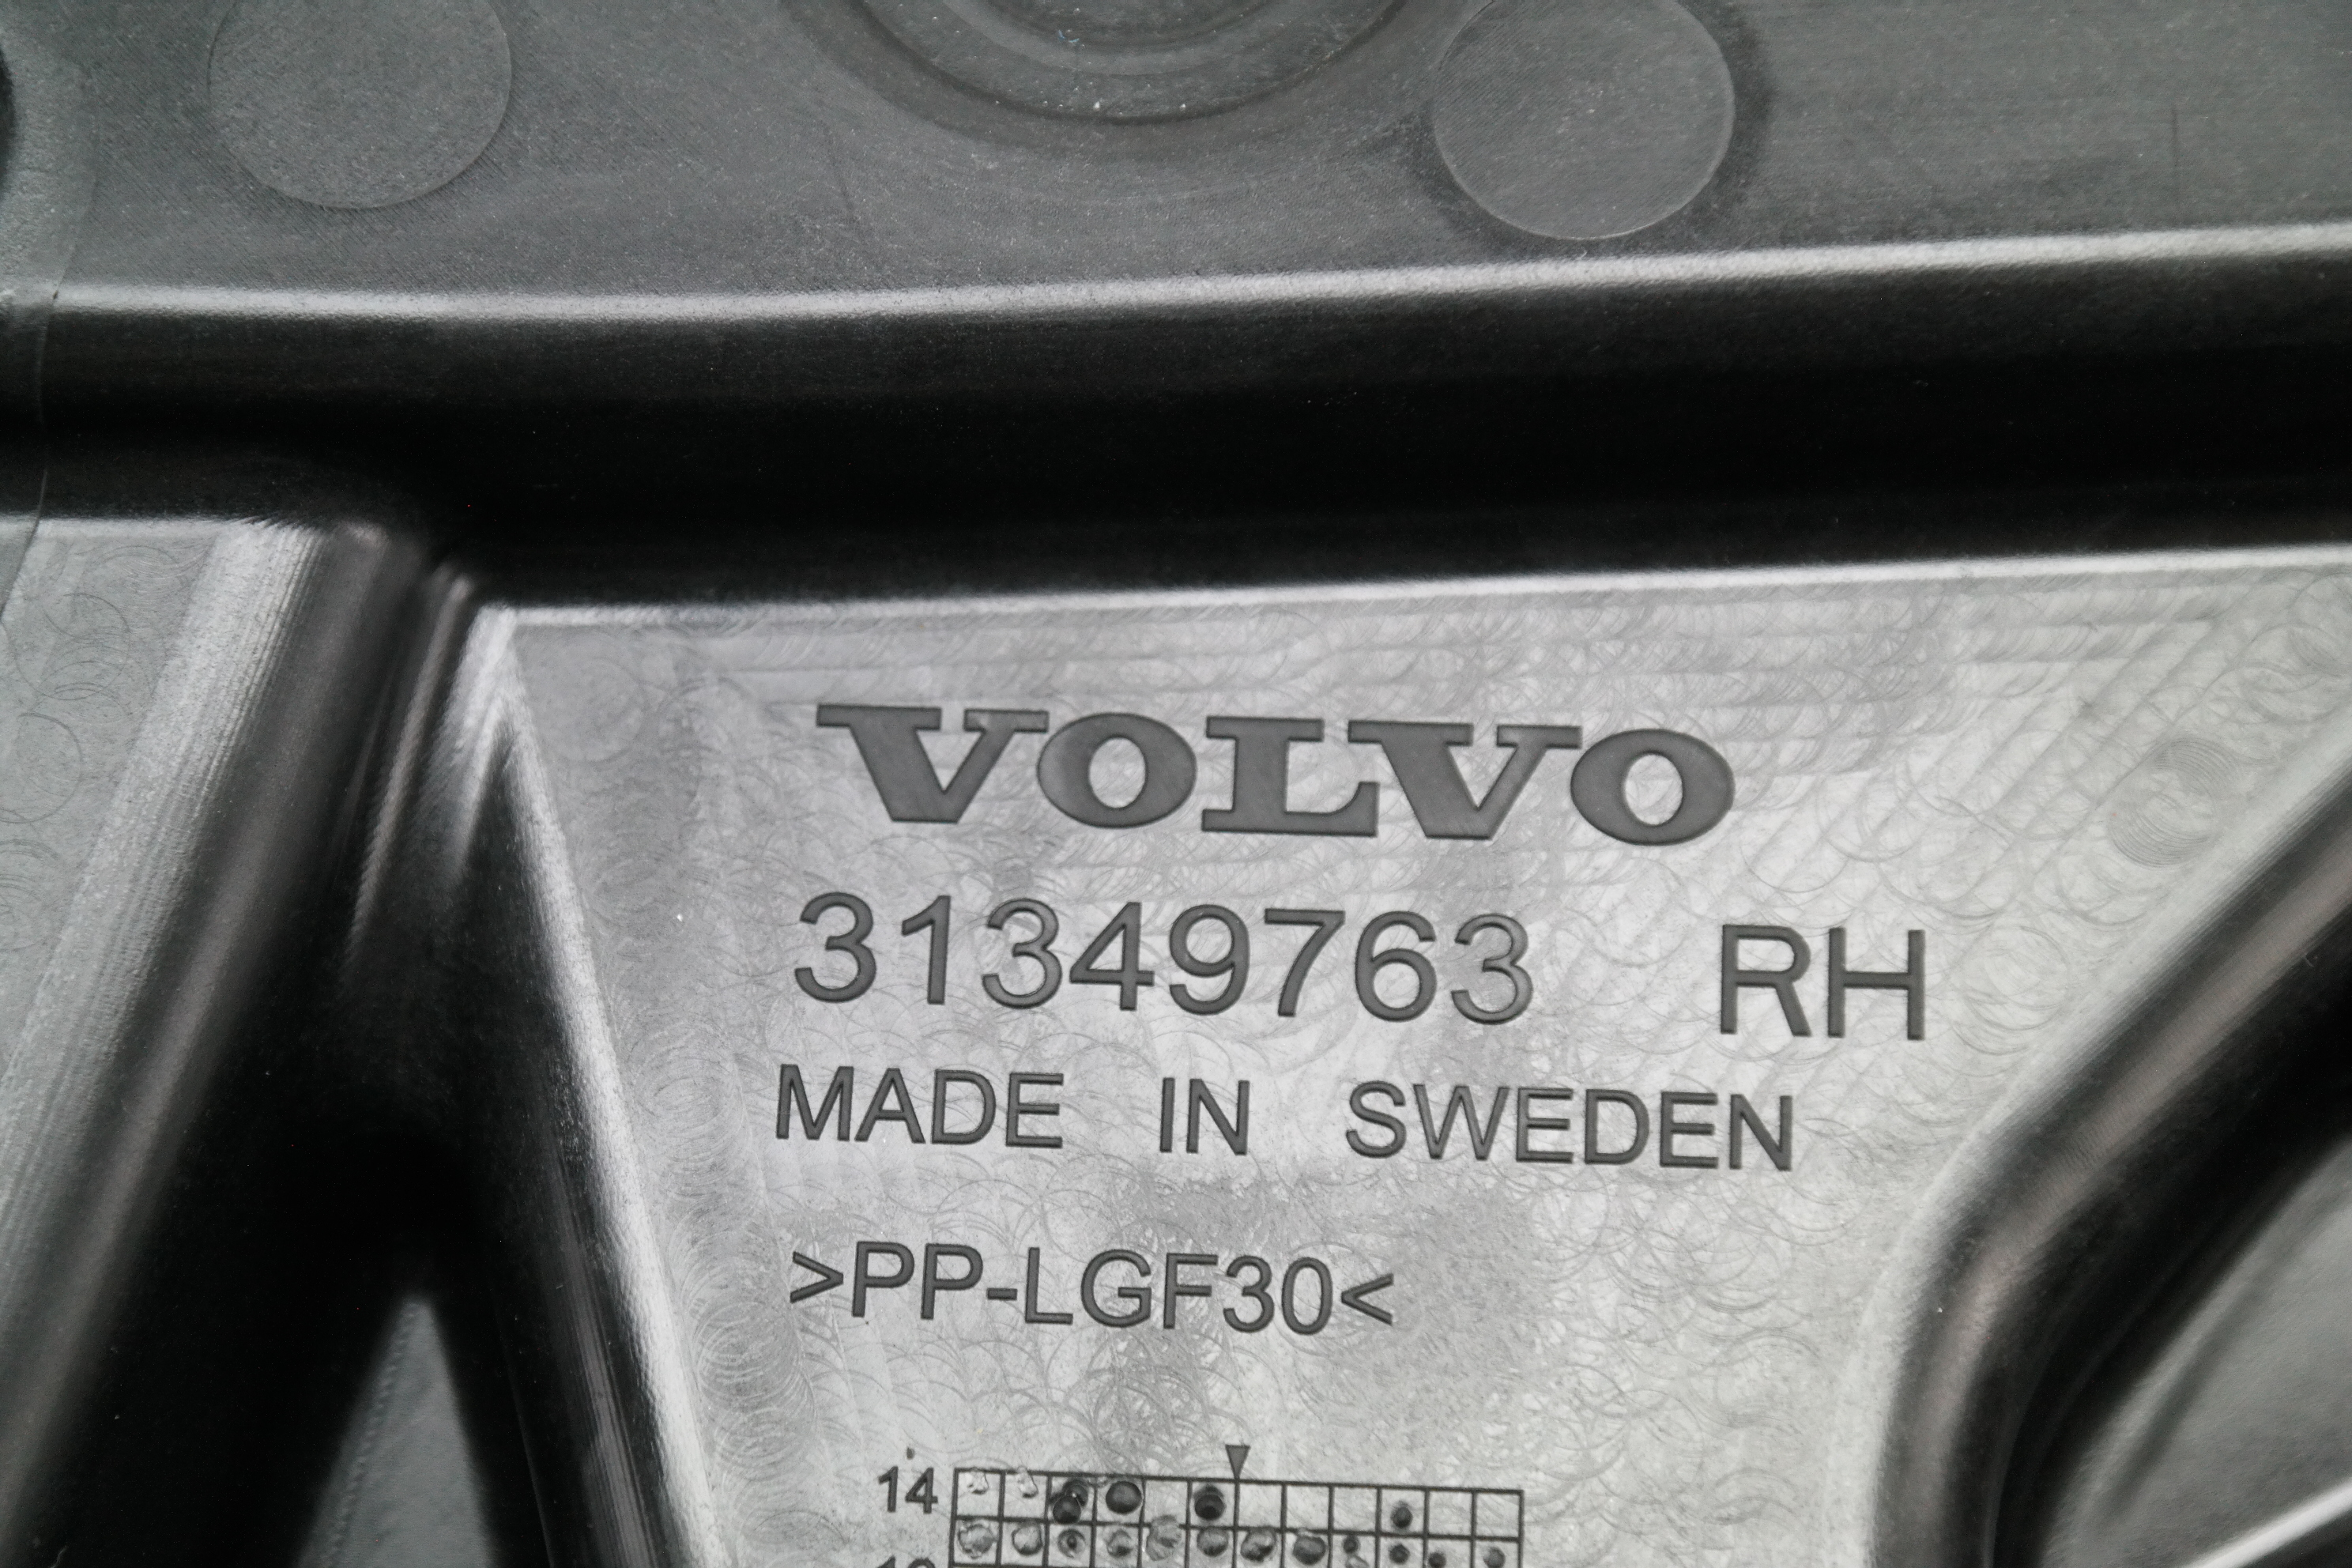 VOLVO
31349763 RH
MADE IN SWEDEN
>PP-LGF30<
14